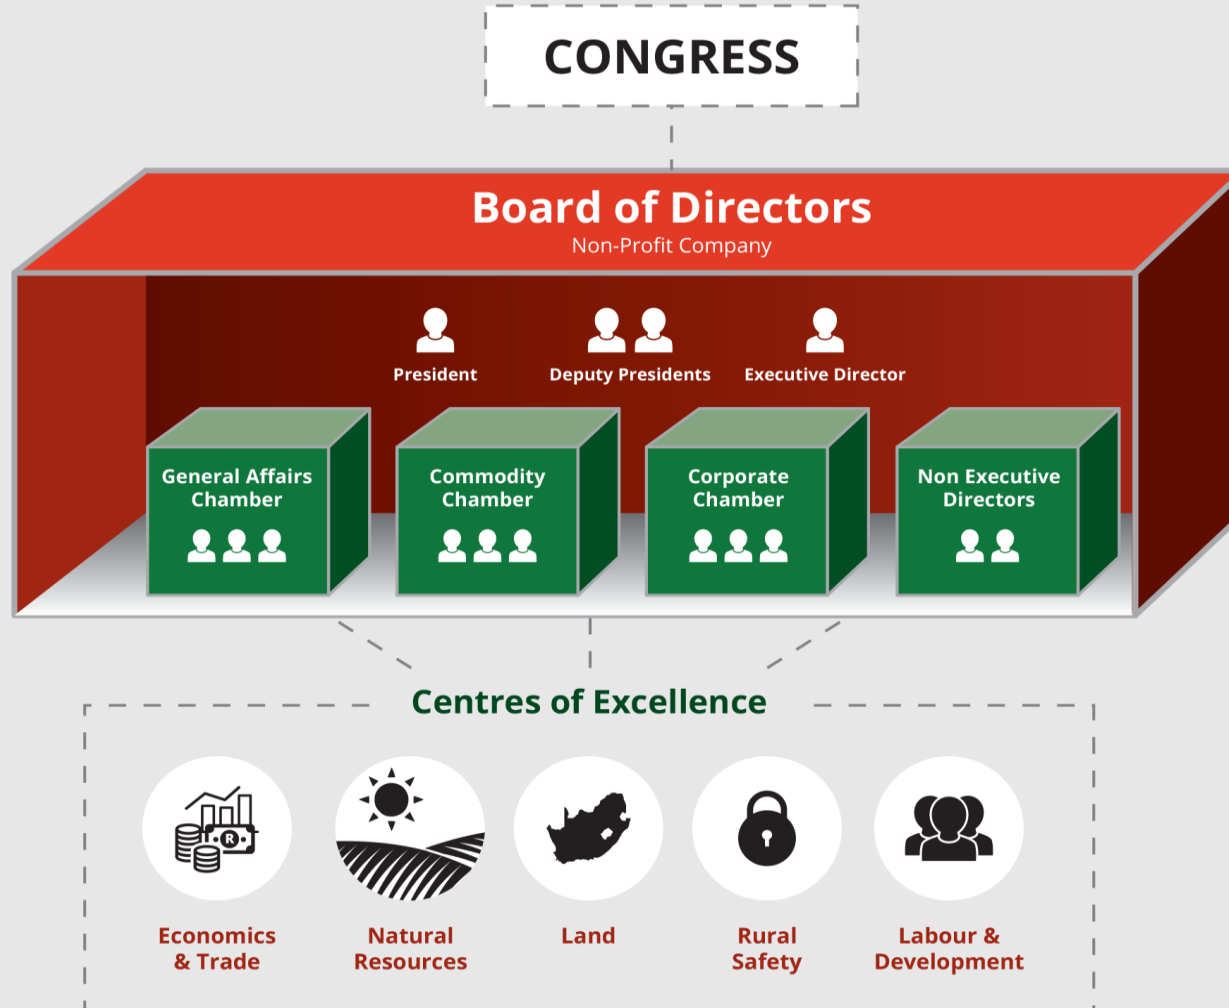 CONGRESS
Board of Directors
Non-Profit Company
President
Deputy Presidents
Executive Director
General Affairs
Chamber
Commodity
Chamber
Corporate
Chamber
Non Executive
Directors
Centres of Excellence
R
Economics
& Trade
Natural
Resources
Land
Rural
Safety
Labour &
Development